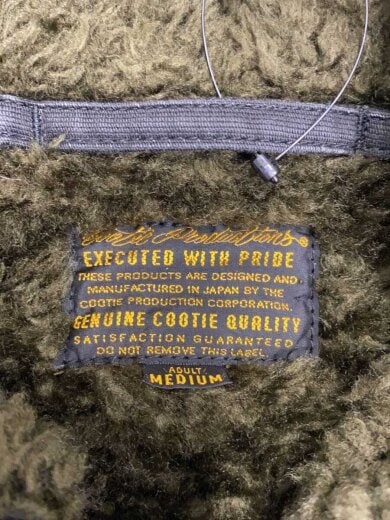 Cootie Productions®
EXECUTED WITH PRIDE
THESE PRODUCTS ARE DESIGNED AND
MANUFACTURED IN JAPAN BY THE
COOTIE PRODUCTION CORPORATION.
GENUINE COOTIE QUALITY
SATISFACTION GUARANTEED
DO NOT REMOVE THIS LABEL
ADULT:
MEDIUM